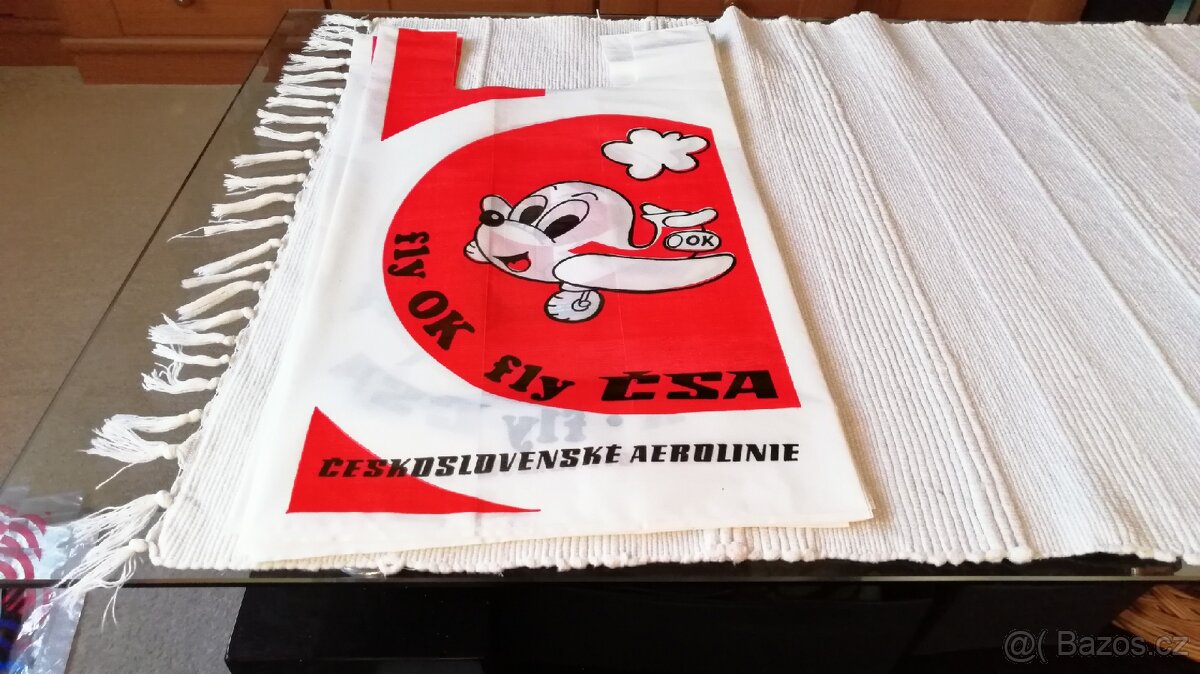 OK
fly OK fly ČSA
ČESKOSLOVENSKÉ AEROLINIE
@( Bazos.cz